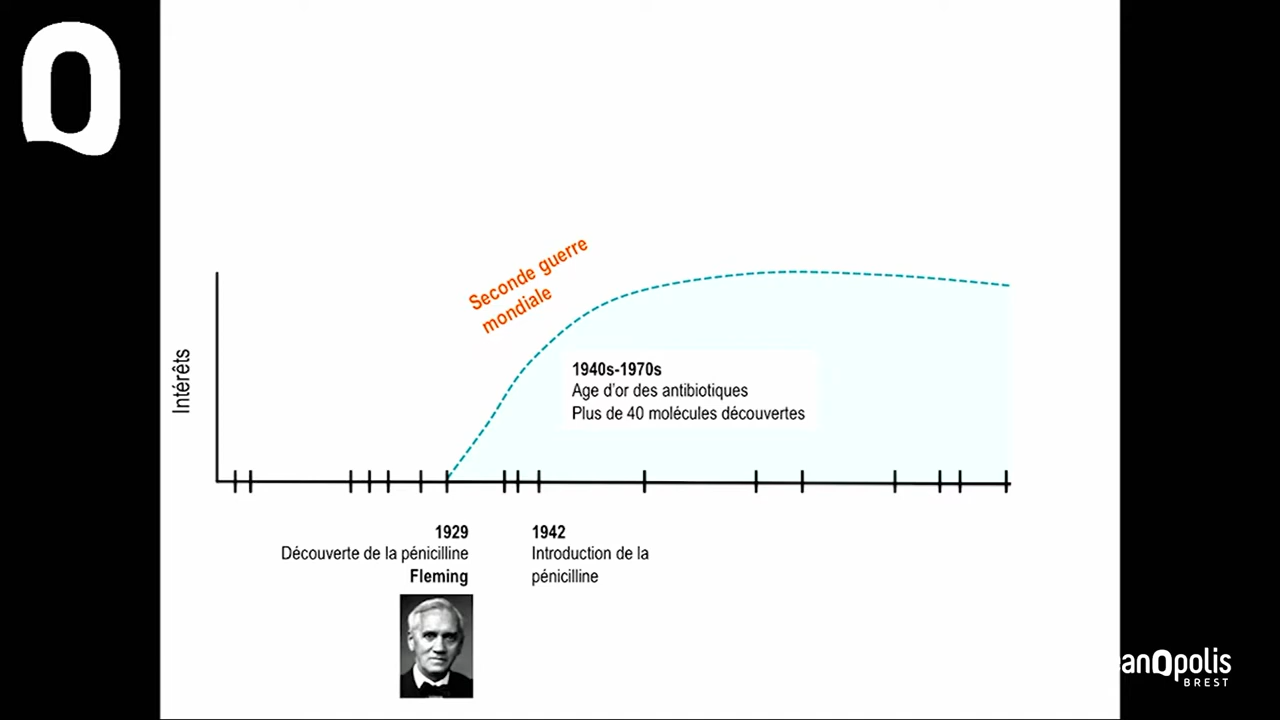 Seconde guerre
mondiale
Intérêts
1940s-1970s
Age d'or des antibiotiques
Plus de 40 molécules découvertes
1929
Découverte de la pénicilline
Fleming
1942
Introduction de la
pénicilline
anOpolis
BREST